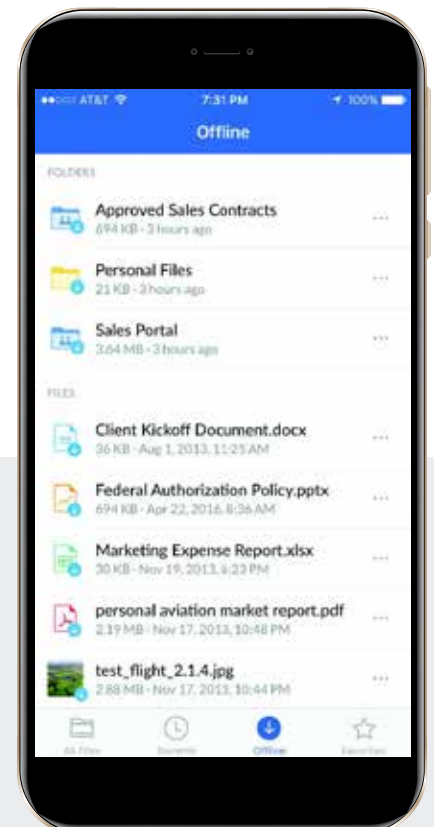 AT&T 7:31 PM 100%
Offline
FOLDERS
Approved Sales Contracts
694 KB - 3 hours ago
Personal Files
21 KB - 3 hours ago
Sales Portal
3.64 MB - 3 hours ago
FILES
Client Kickoff Document.docx
36 KB - Aug 1, 2013, 11:25 AM
Federal Authorization Policy.pptx
694 KB - Apr 22, 2016, 8:36 AM
Marketing Expense Report.xlsx
30 KB - Nov 19, 2013, 6:23 PM
personal aviation market report.pdf
2.19 MB - Nov 17, 2013, 10:48 PM
test_flight_2.1.4.jpg
2.88 MB - Nov 17, 2013, 10:44 PM
All Files Recents Offline Favorites